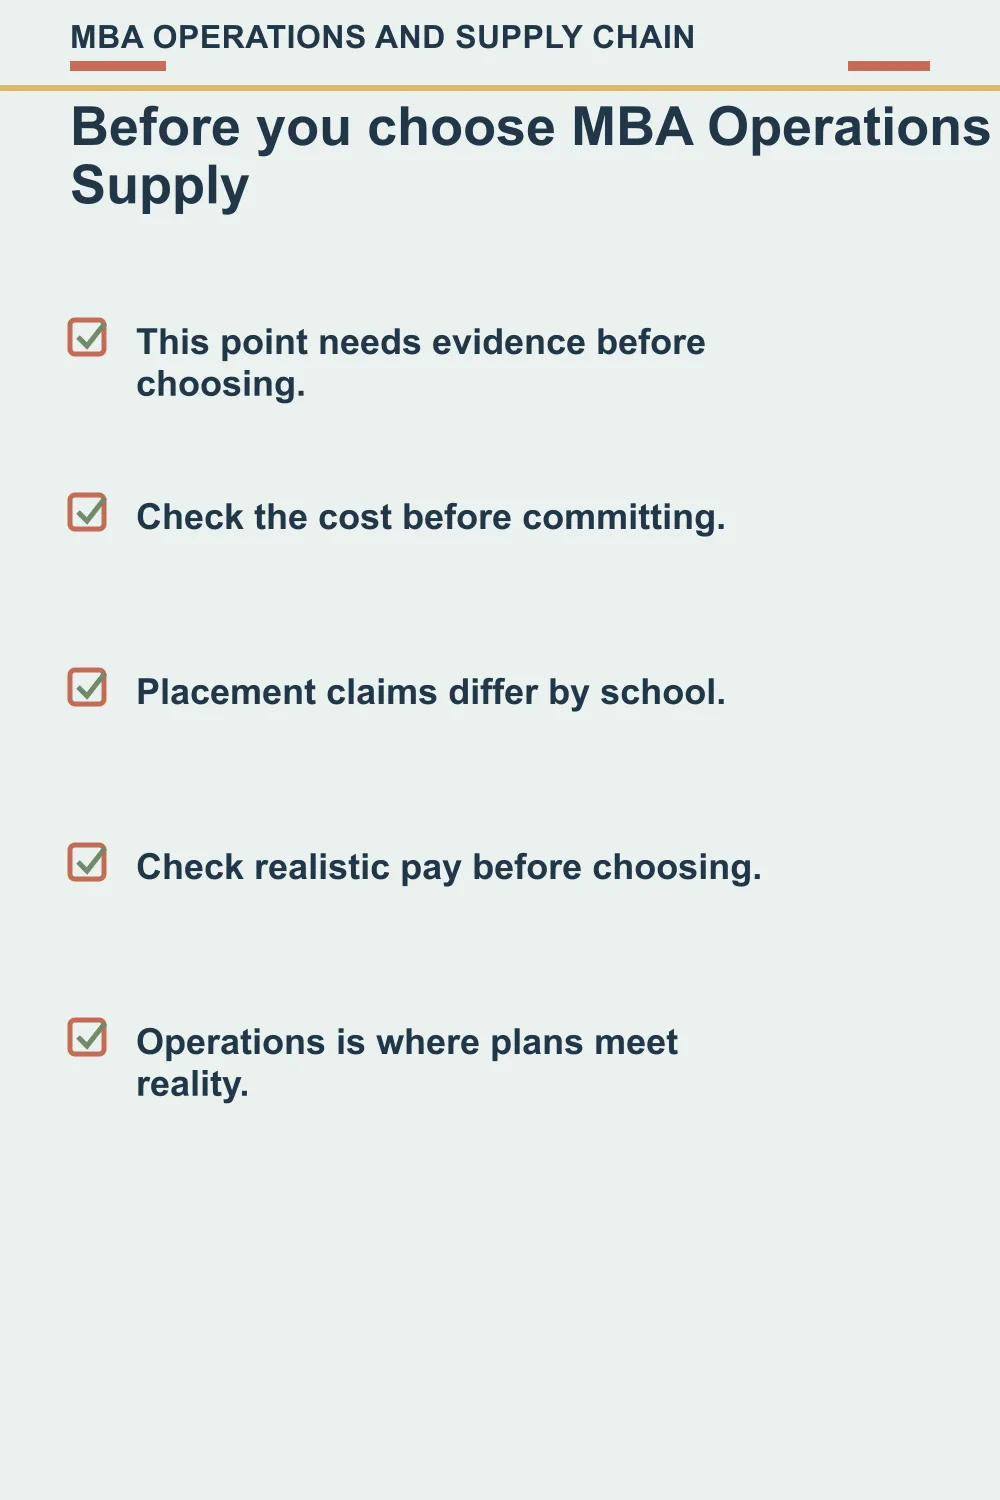 MBA OPERATIONS AND SUPPLY CHAIN
Before you choose MBA Operations
Supply
This point needs evidence before
choosing.
Check the cost before committing.
Placement claims differ by school.
Check realistic pay before choosing.
Operations is where plans meet
reality.